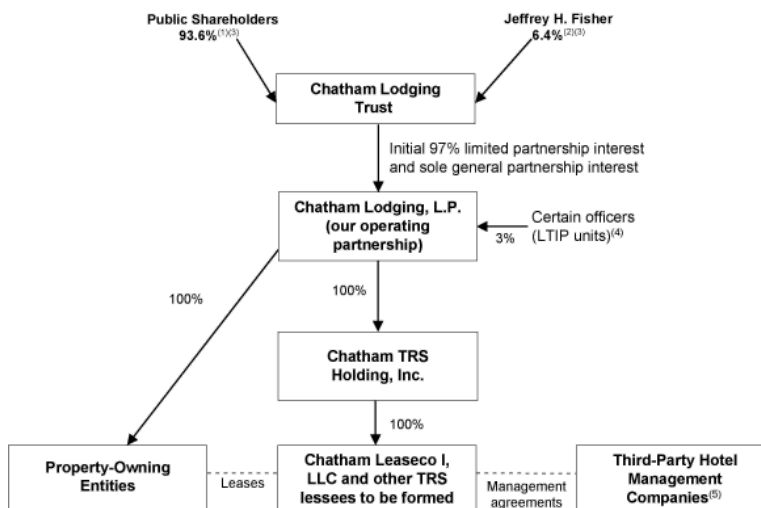 Public Shareholders
93.6%(1)(3)
Jeffrey H. Fisher
6.4%(2)(3)
Chatham Lodging
Trust
Initial 97% limited partnership interest
and sole general partnership interest
Chatham Lodging, L.P.
(our operating
partnership)
Certain officers
(LTIP units)(4)
3%
100%
100%
Chatham TRS
Holding, Inc.
100%
Property-Owning
Entities
Leases
Chatham Leaseco I,
LLC and other TRS
lessees to be formed
Management
agreements
Third-Party Hotel
Management
Companies(5)